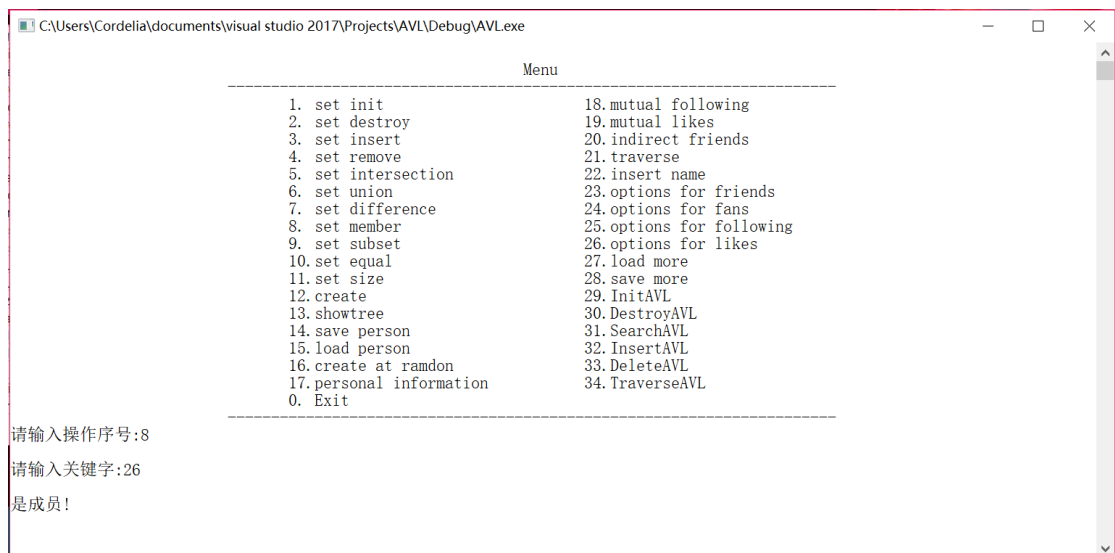 C:\Users\Cordelia\documents\visual studio 2017\Projects\AVL\Debug\AVL.exe
Menu
1. set init 18.mutual following
2. set destroy 19.mutual likes
3. set insert 20.indirect friends
4. set remove 21.traverse
5. set intersection 22.insert name
6. set union 23.options for friends
7. set difference 24.options for fans
8. set member 25.options for following
9. set subset 26.options for likes
10.set equal 27.load more
11.set size 28.save more
12.create 29.InitAVL
13.showtree 30.DestroyAVL
14.save person 31.SearchAVL
15.load person 32.InsertAVL
16.create at ramdon 33.DeleteAVL
17.personal information 34.TraverseAVL
0. Exit
请输入操作序号:8
请输入关键字:26
是成员!